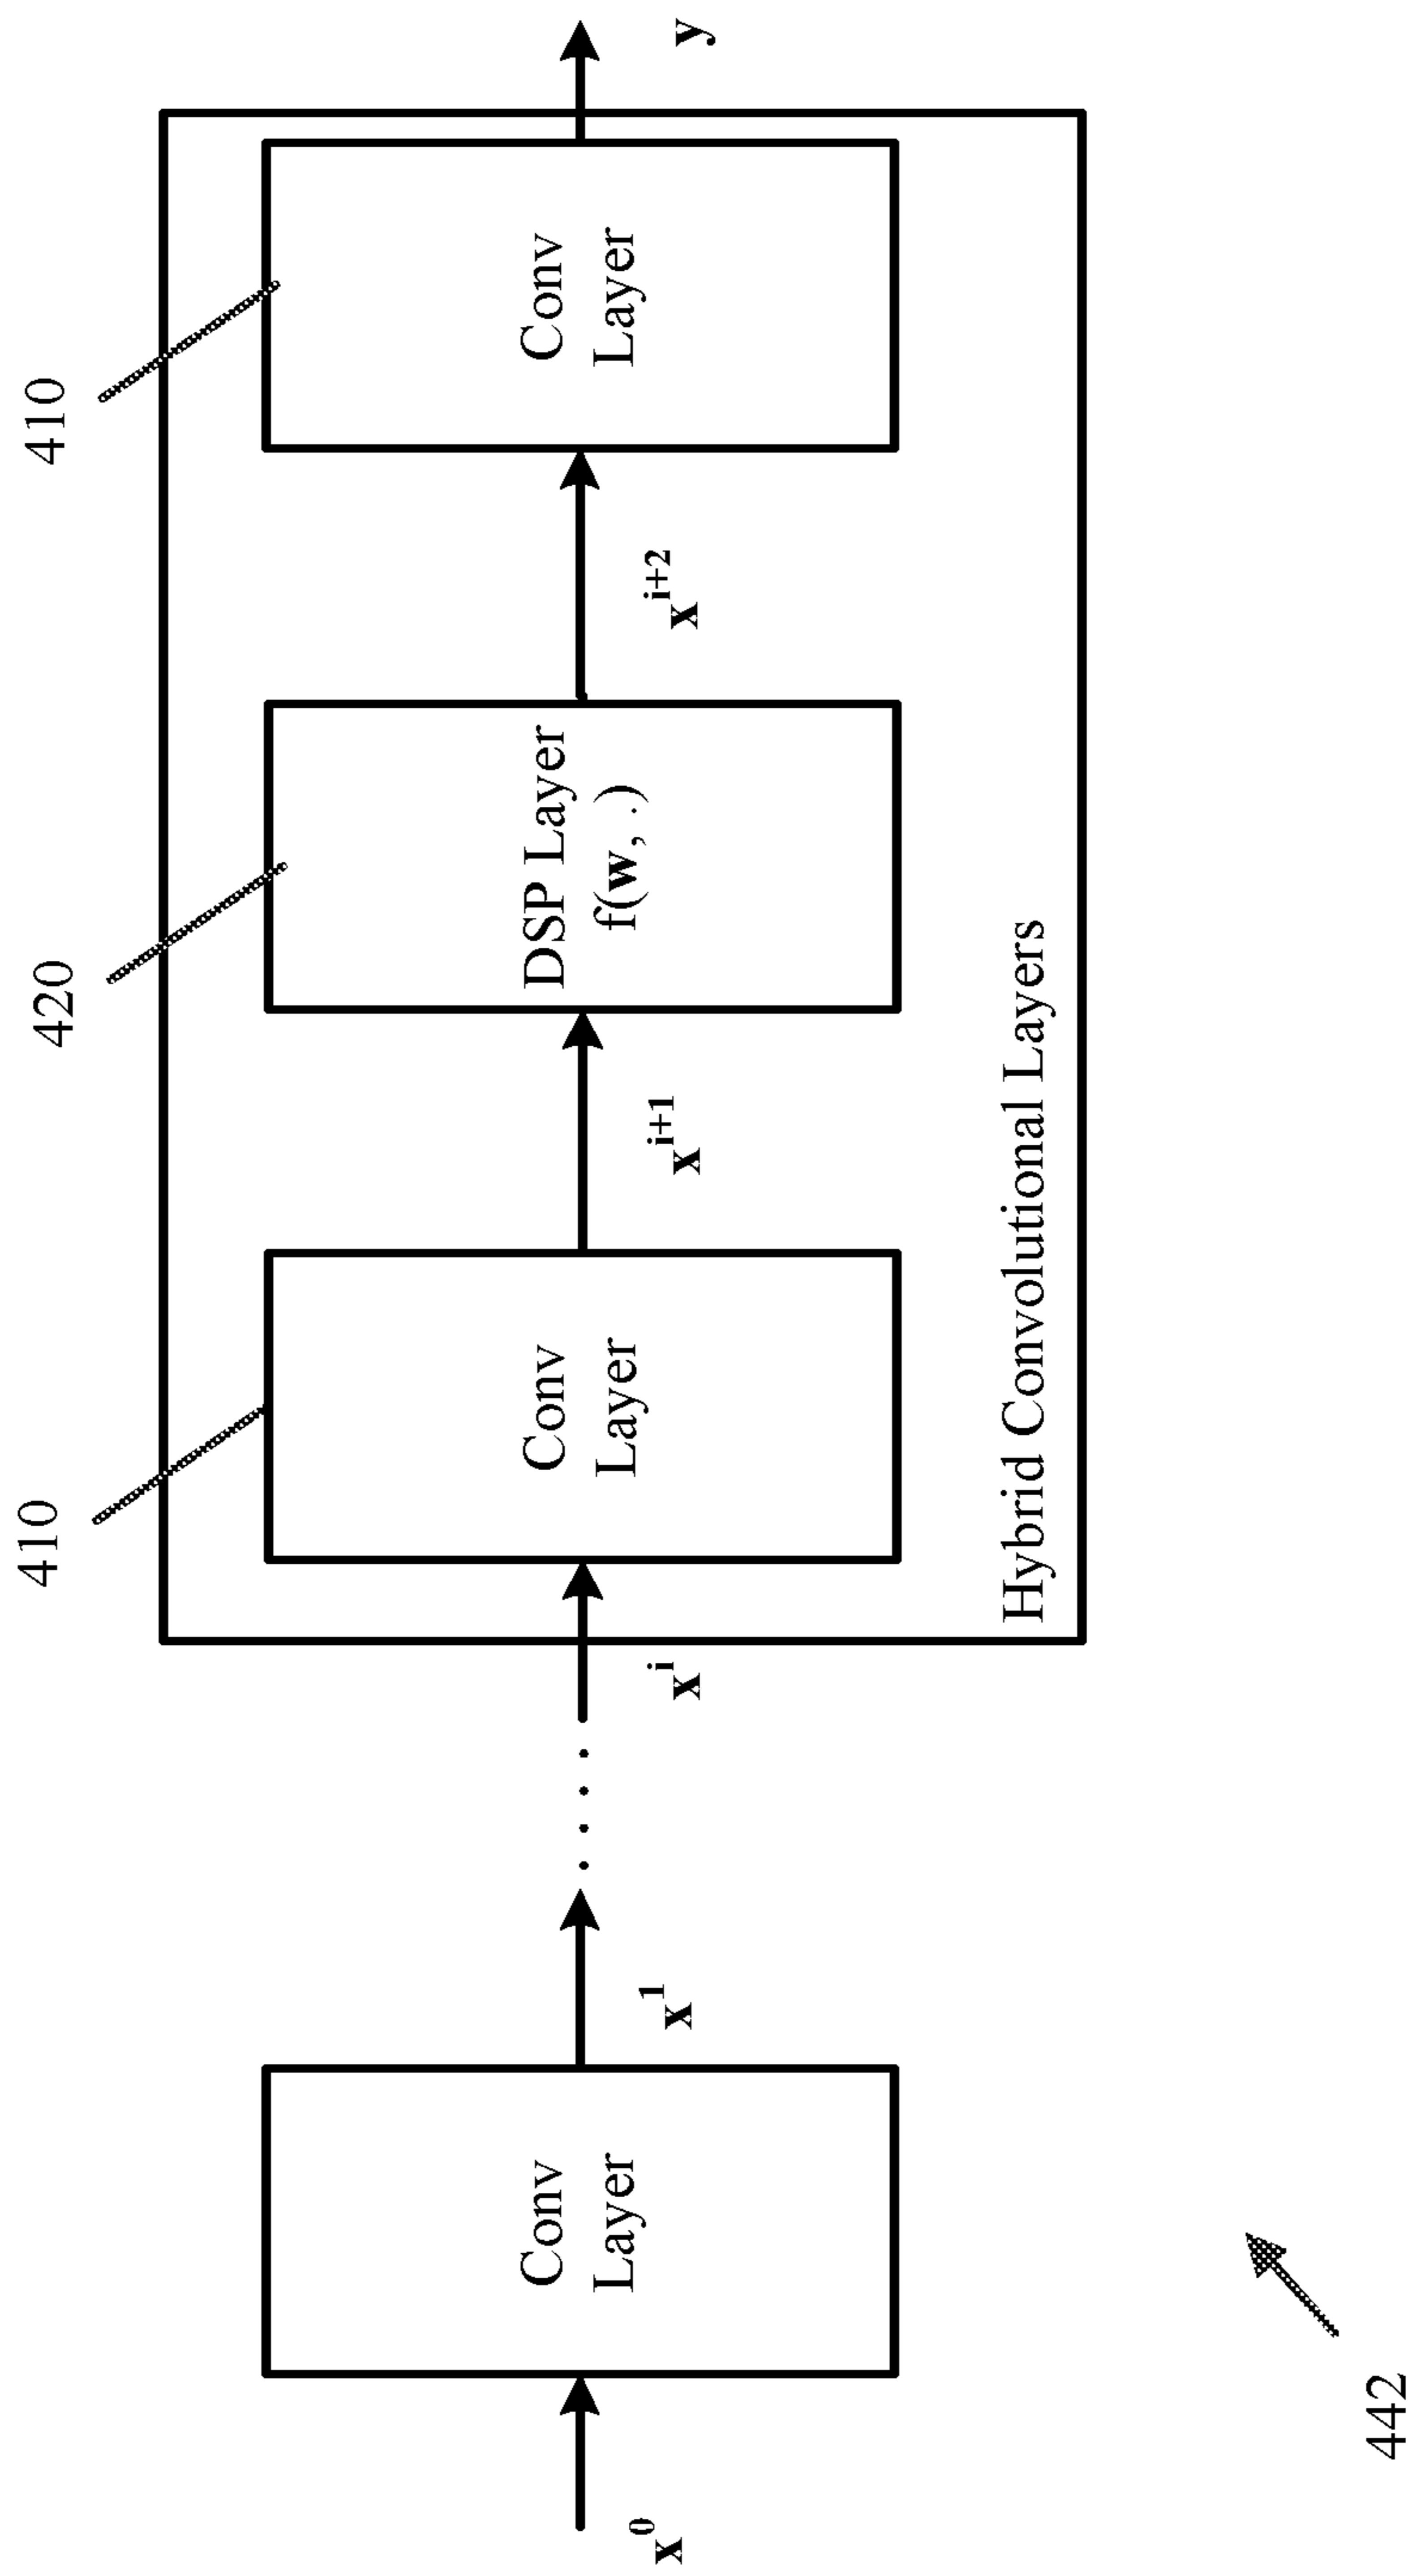 410
420
410
Conv
Layer
Conv
Layer
DSP Layer
f(w, .)
Conv
Layer
x⁰
x¹
xⁱ
xⁱ⁺¹
xⁱ⁺²
y
Hybrid Convolutional Layers
442